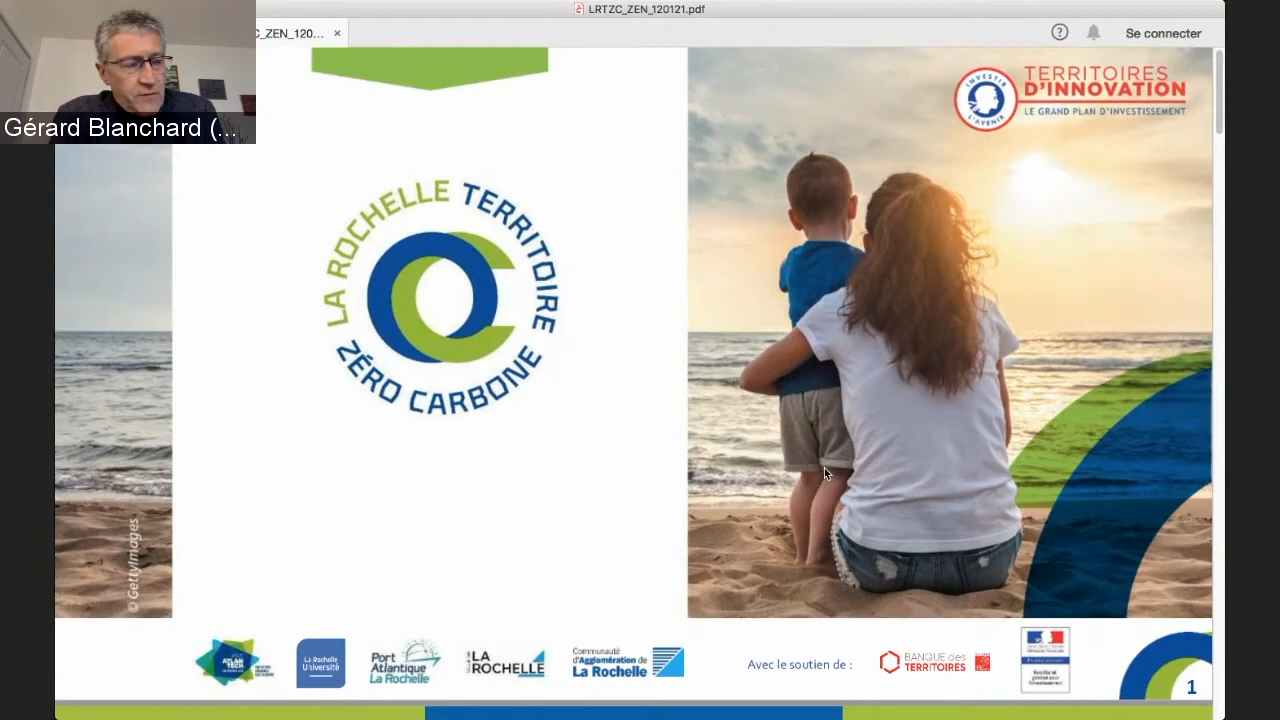 LRTZC_ZEN_120121.pdf
C_ZEN_120... ×
Se connecter
Gérard Blanchard (...
INVESTIR
L'AVENIR
TERRITOIRES
D'INNOVATION
LE GRAND PLAN D'INVESTISSEMENT
LA ROCHELLE TERRITOIRE
ZÉRO CARBONE
© GettyImages
ATLAN
TECH
La Rochelle
Université
Port
Atlantique
La Rochelle
LA
ROCHELLE
Communauté
d'Agglomération de
La Rochelle
Avec le soutien de :
BANQUE des
TERRITOIRES
1